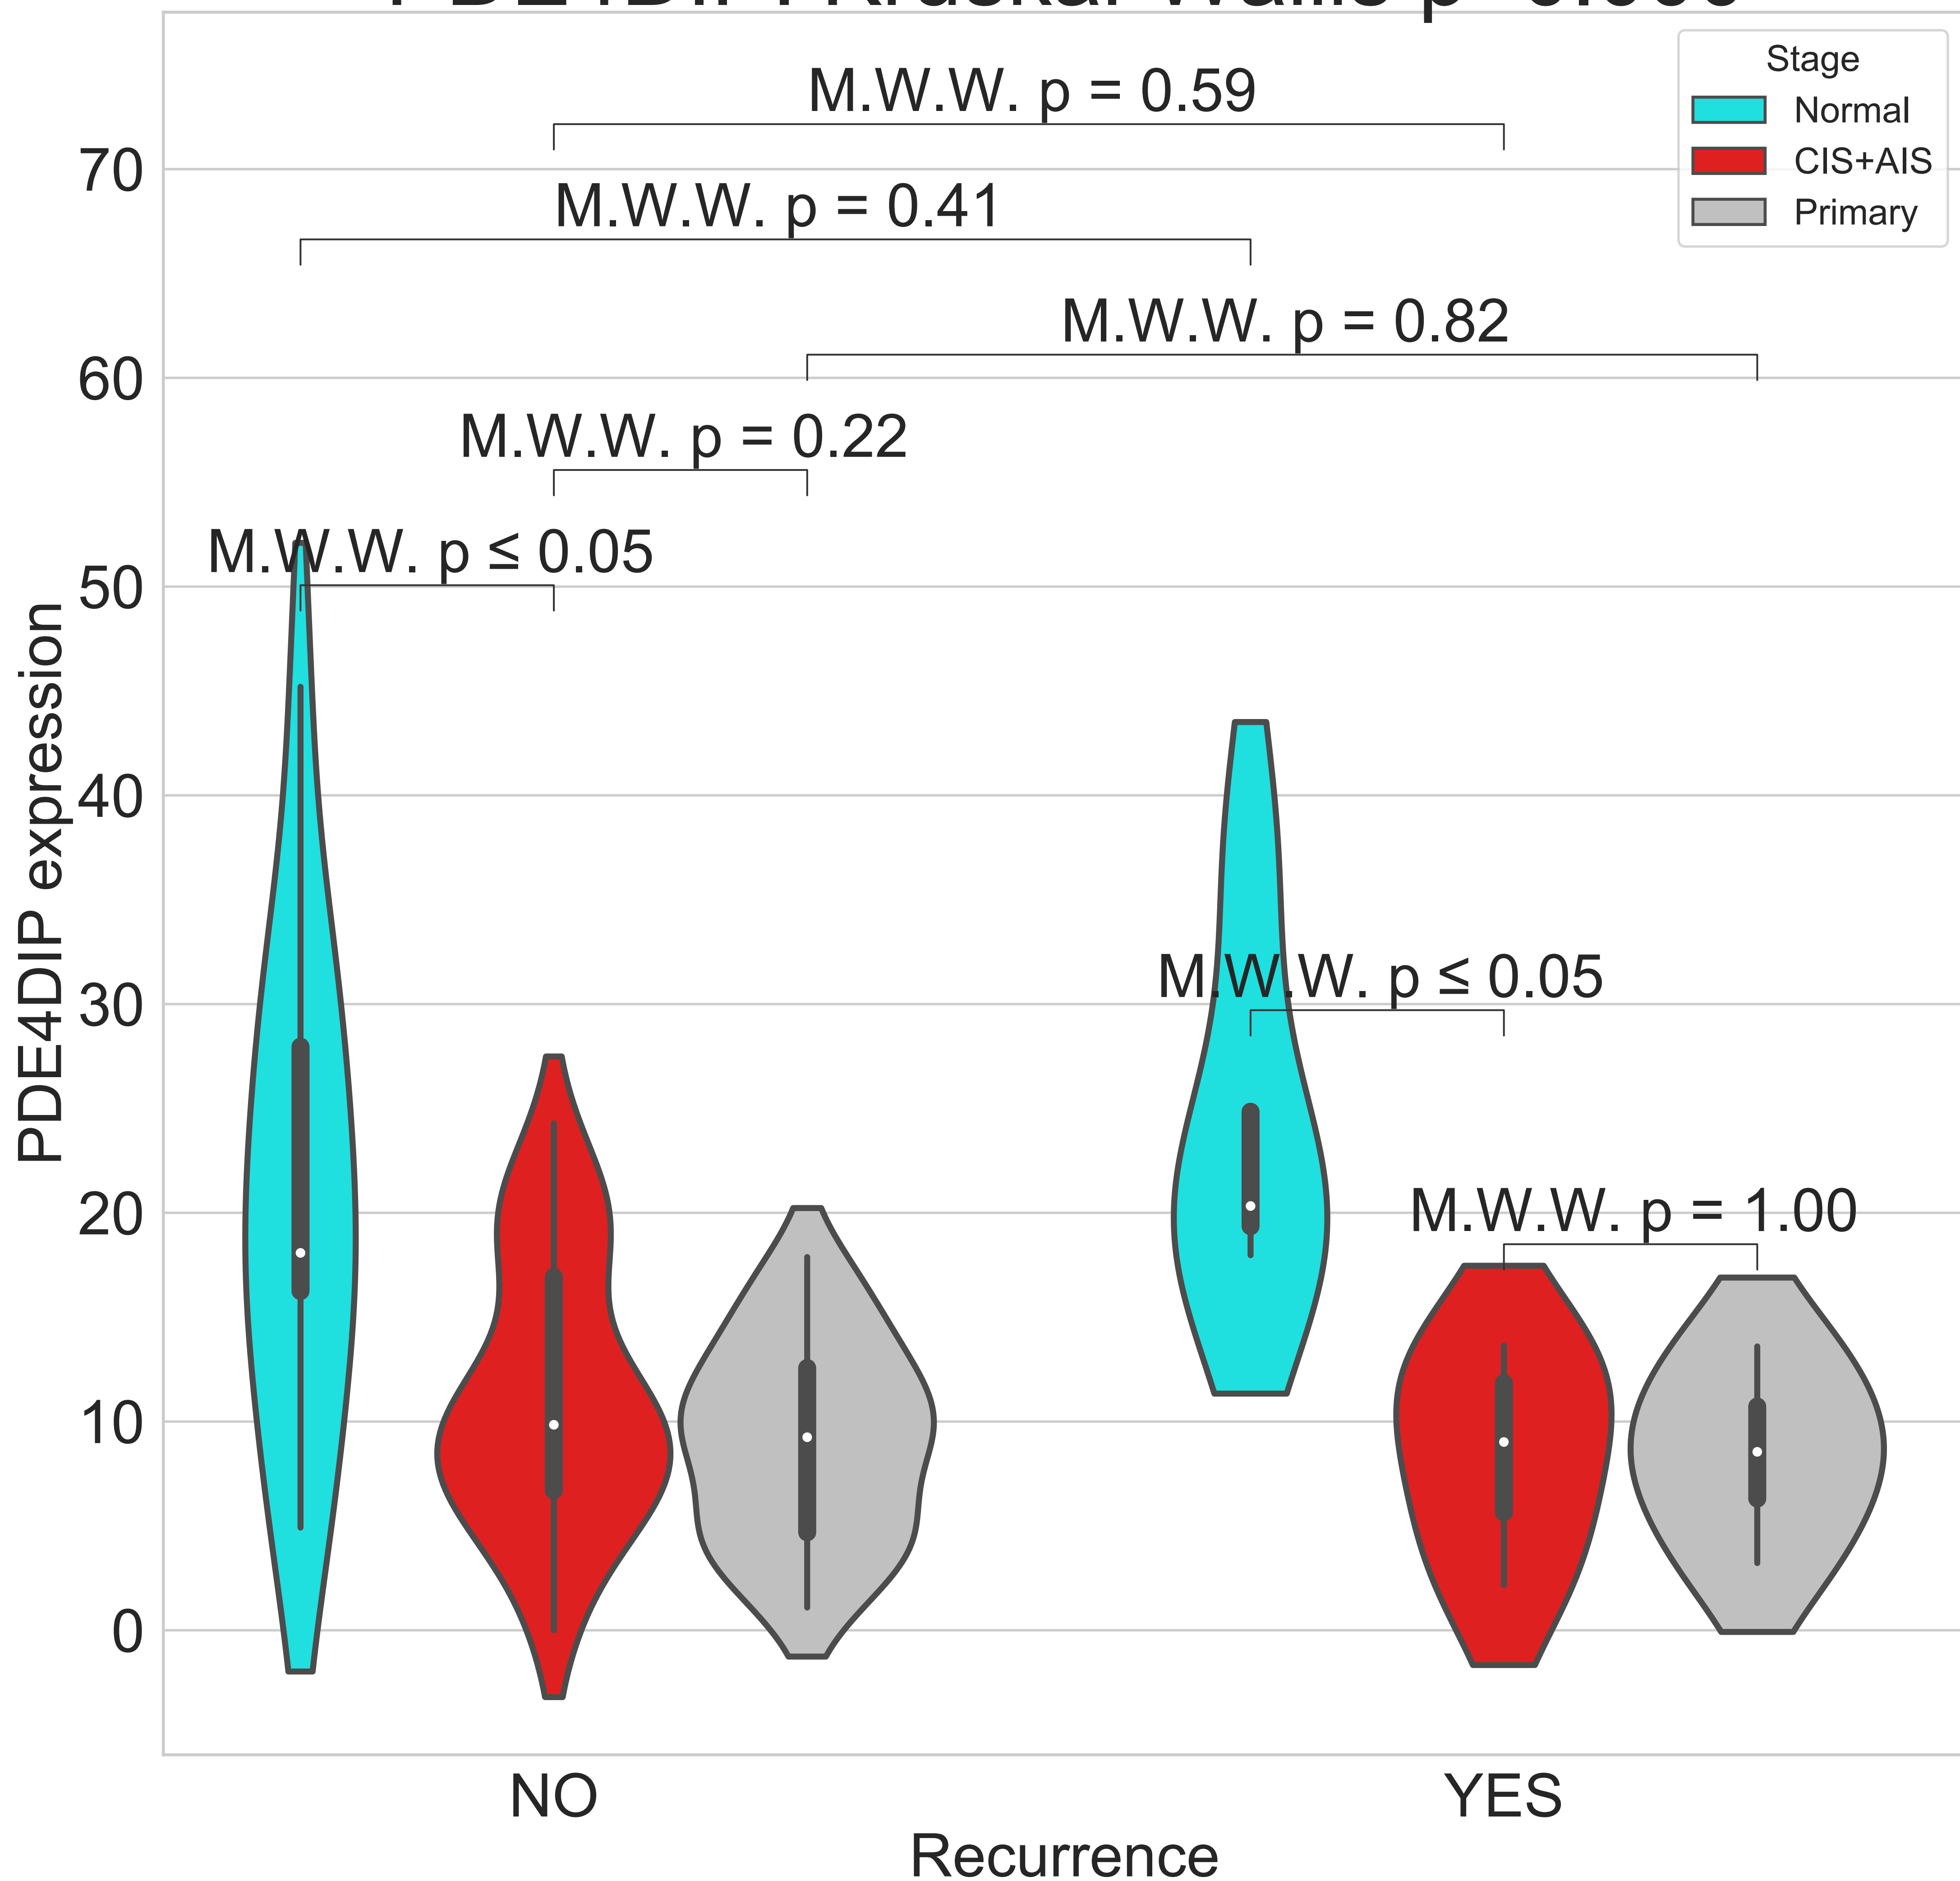 Stage
Normal
CIS+AIS
Primary
M.W.W. p = 0.59
M.W.W. p = 0.41
M.W.W. p = 0.82
M.W.W. p = 0.22
M.W.W. p ≤ 0.05
M.W.W. p ≤ 0.05
M.W.W. p = 1.00
PDE4DIP expression
70
60
50
40
30
20
10
0
NO
YES
Recurrence